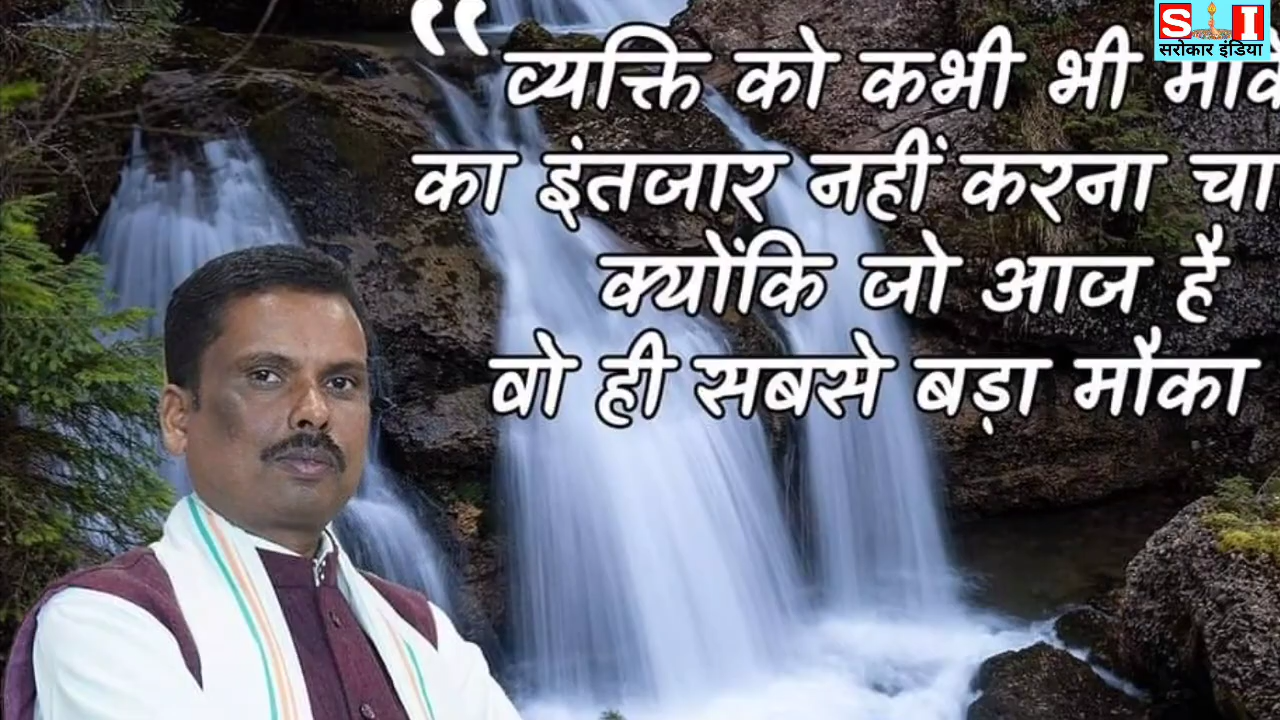 S I
सरोकार इंडिया
“व्यक्ति को कभी भी
का इंतजार नहीं करना
क्योंकि जो आज है
वो ही सबसे बड़ा मौका